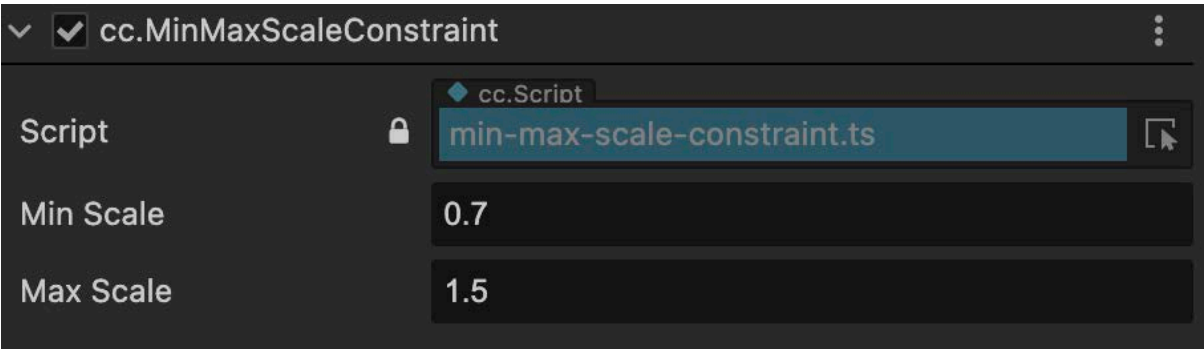 cc.MinMaxScaleConstraint
cc.Script
Script
min-max-scale-constraint.ts
Min Scale
0.7
Max Scale
1.5